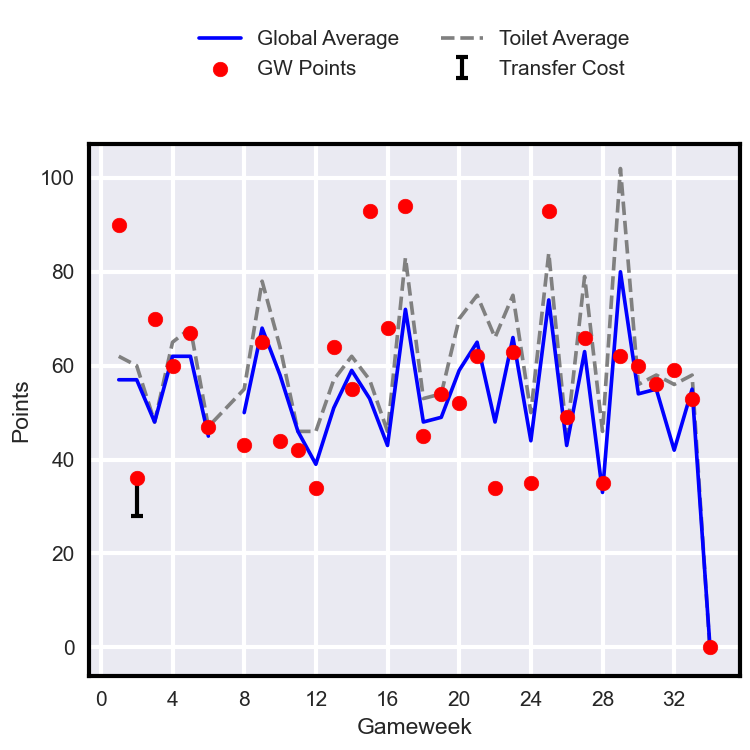 Global Average
Toilet Average
GW Points
Transfer Cost
100
80
60
40
20
0
Points
0 4 8 12 16 20 24 28 32
Gameweek